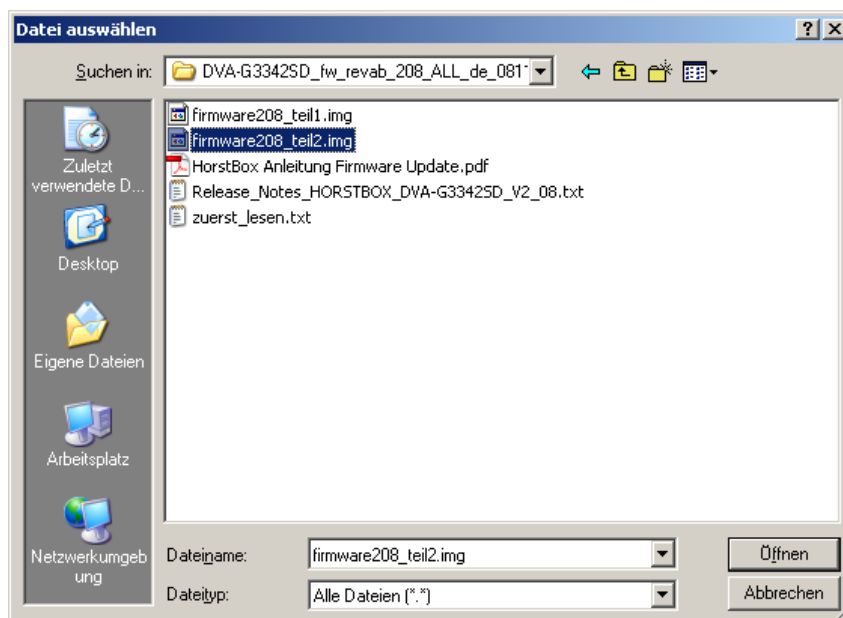 Datei auswählen
Suchen in:
DVA-G3342SD_fw_revab_208_ALL_de_0811
firmware208_teil1.img
firmware208_teil2.img
HorstBox Anleitung Firmware Update.pdf
Release_Notes_HORSTBOX_DVA-G3342SD_V2_08.txt
zuerst_lesen.txt
Zuletzt
verwendete D...
Desktop
Eigene Dateien
Arbeitsplatz
Netzwerkumgeb
ung
Dateiname:
firmware208_teil2.img
Öffnen
Dateityp:
Alle Dateien (*.*)
Abbrechen